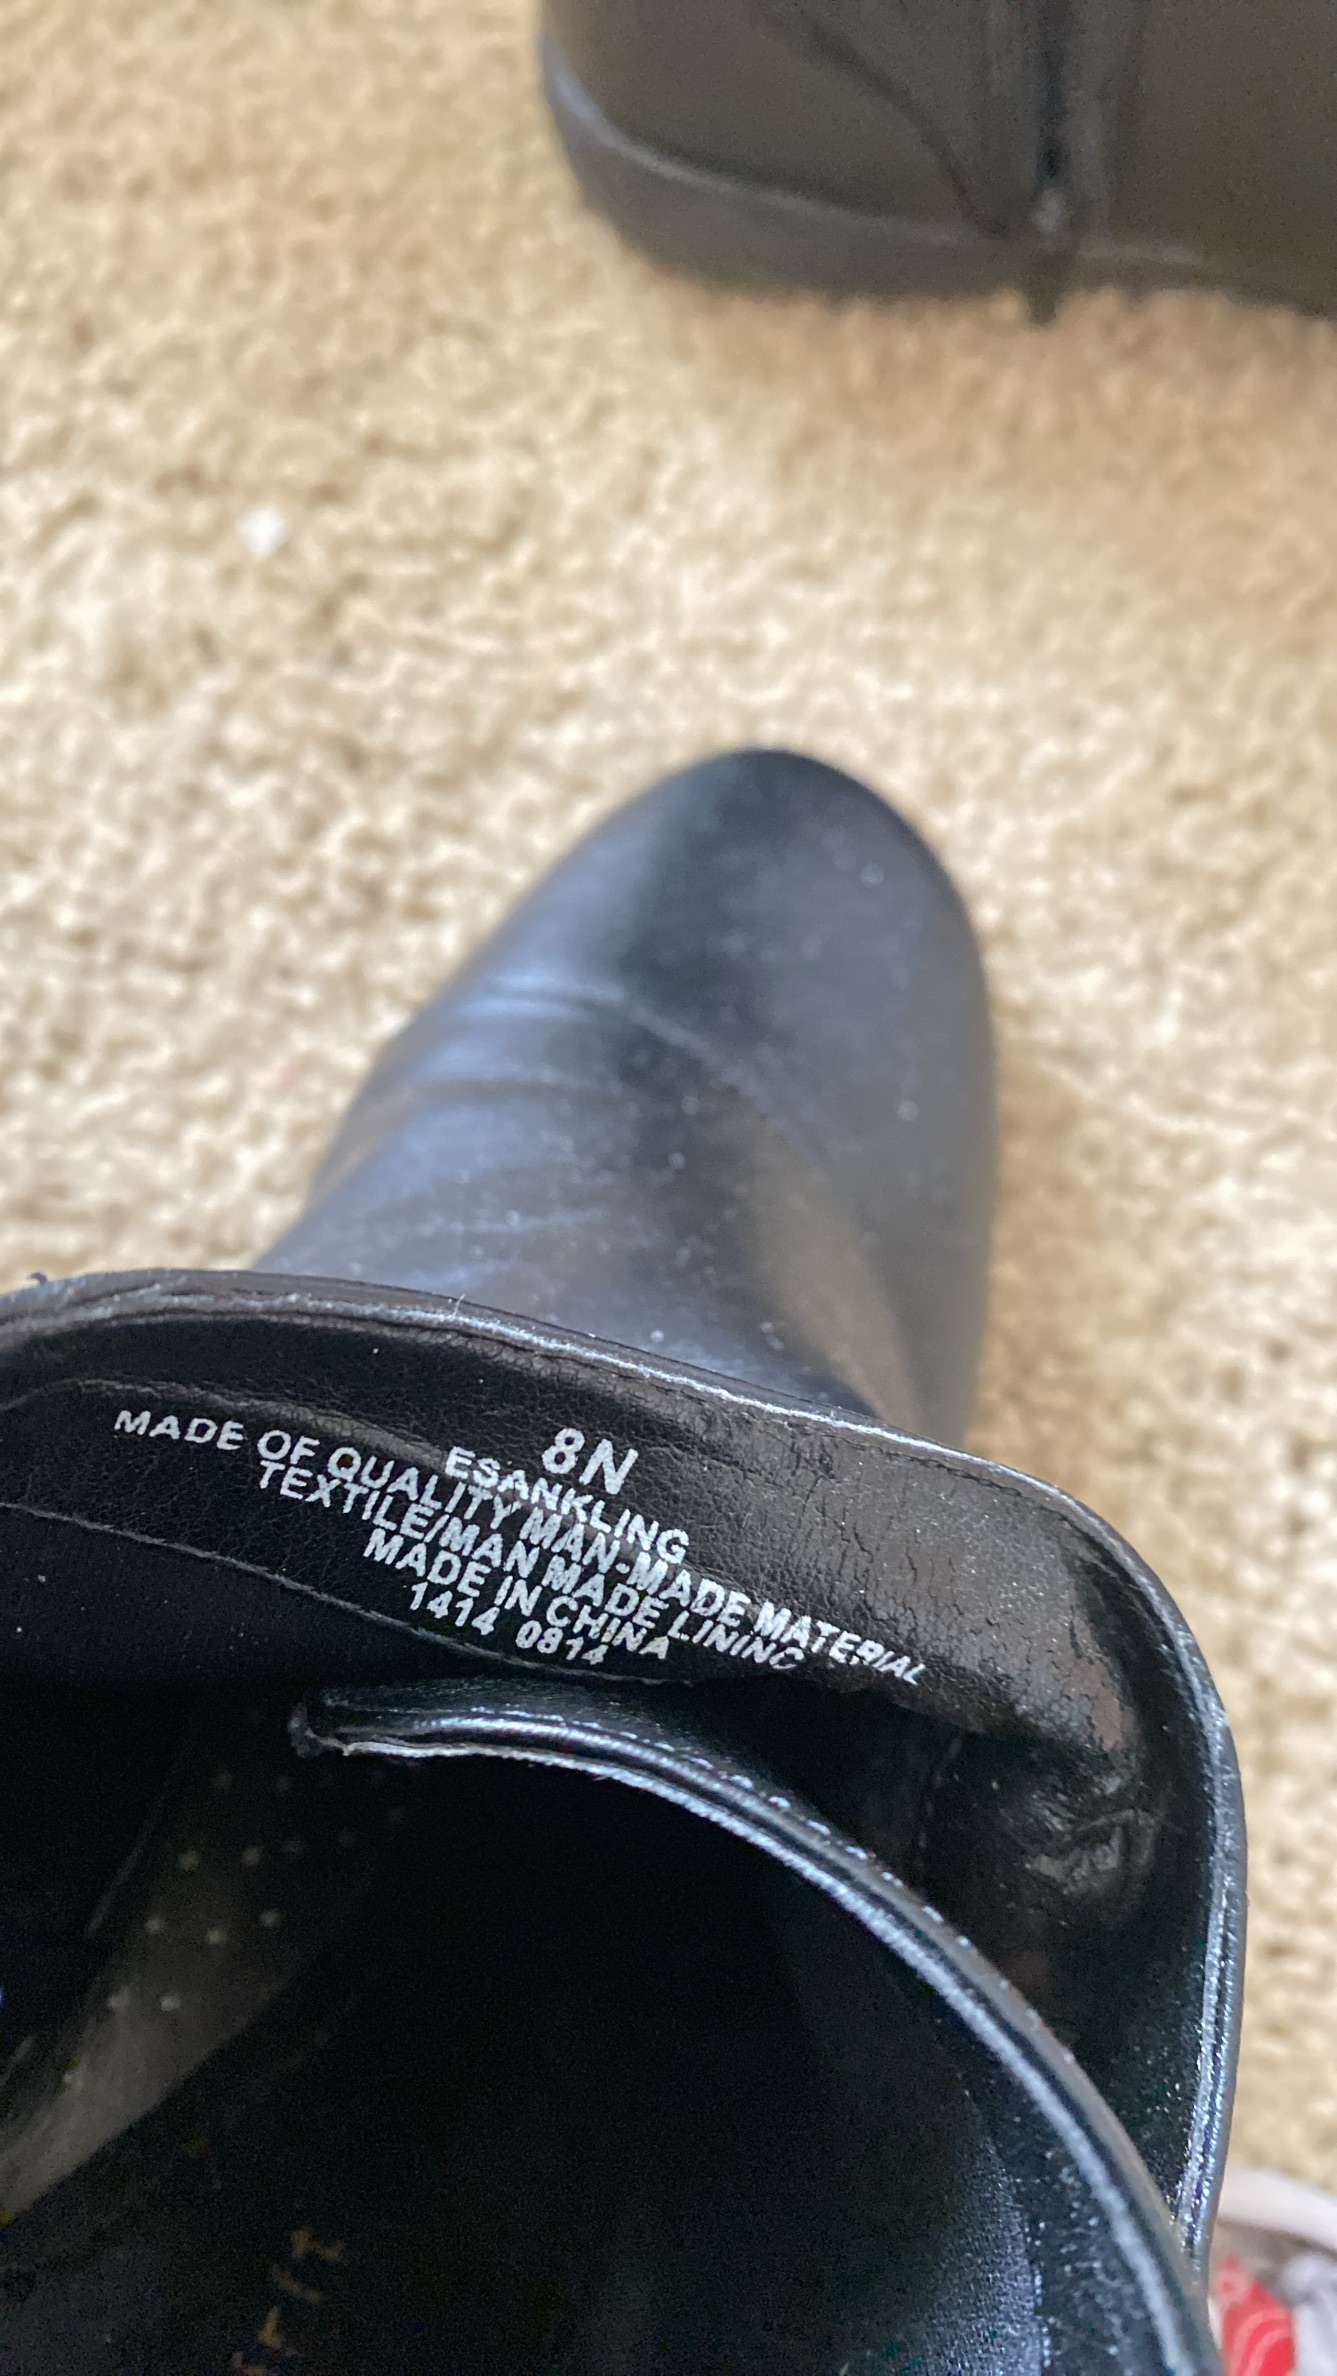 8N
ESANKLING
MADE OF QUALITY MAN-MADE MATERIAL
TEXTILE/MAN MADE LINING
MADE IN CHINA
1414 0814